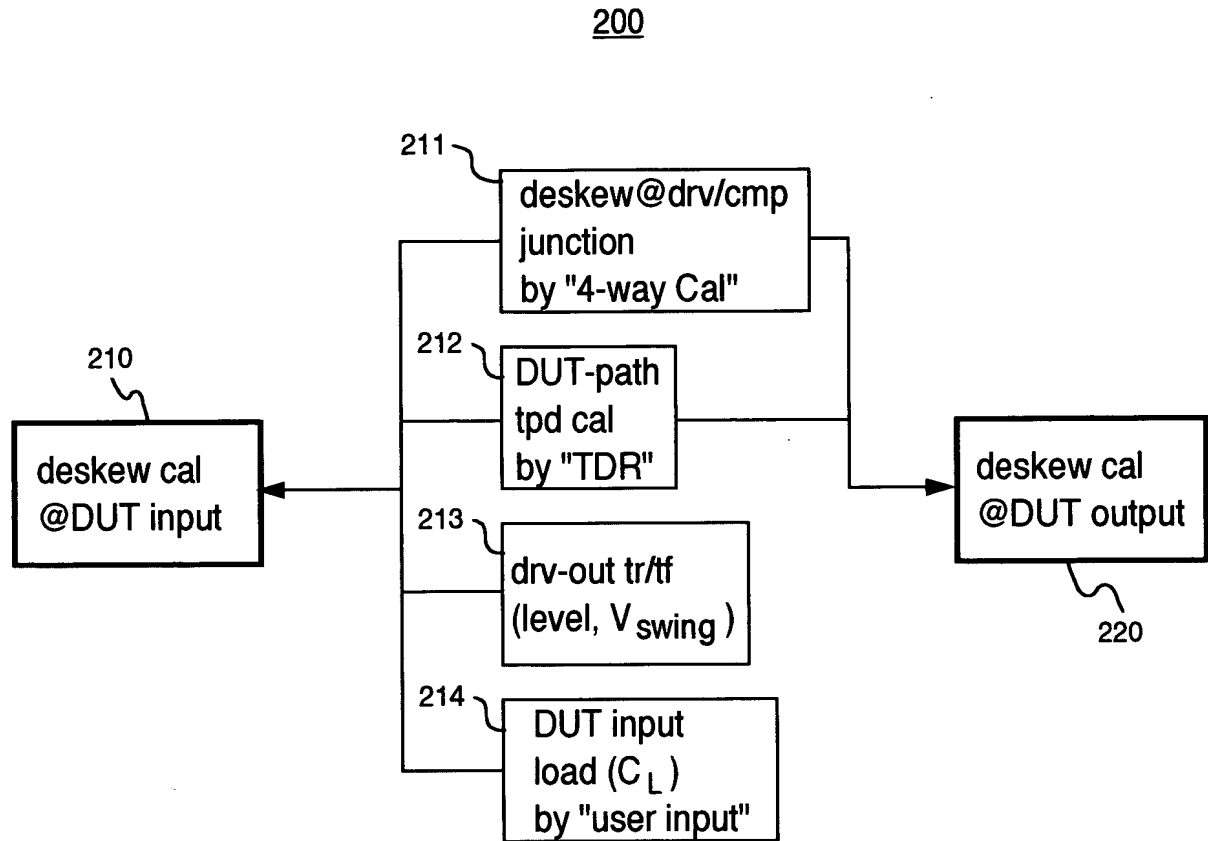 200
211
deskew@drv/cmp
junction
by "4-way Cal"
212
DUT-path
tpd cal
by "TDR"
210
deskew cal
@DUT input
deskew cal
@DUT output
220
213
drv-out tr/tf
(level, Vswing )
214
DUT input
load (CL)
by "user input"